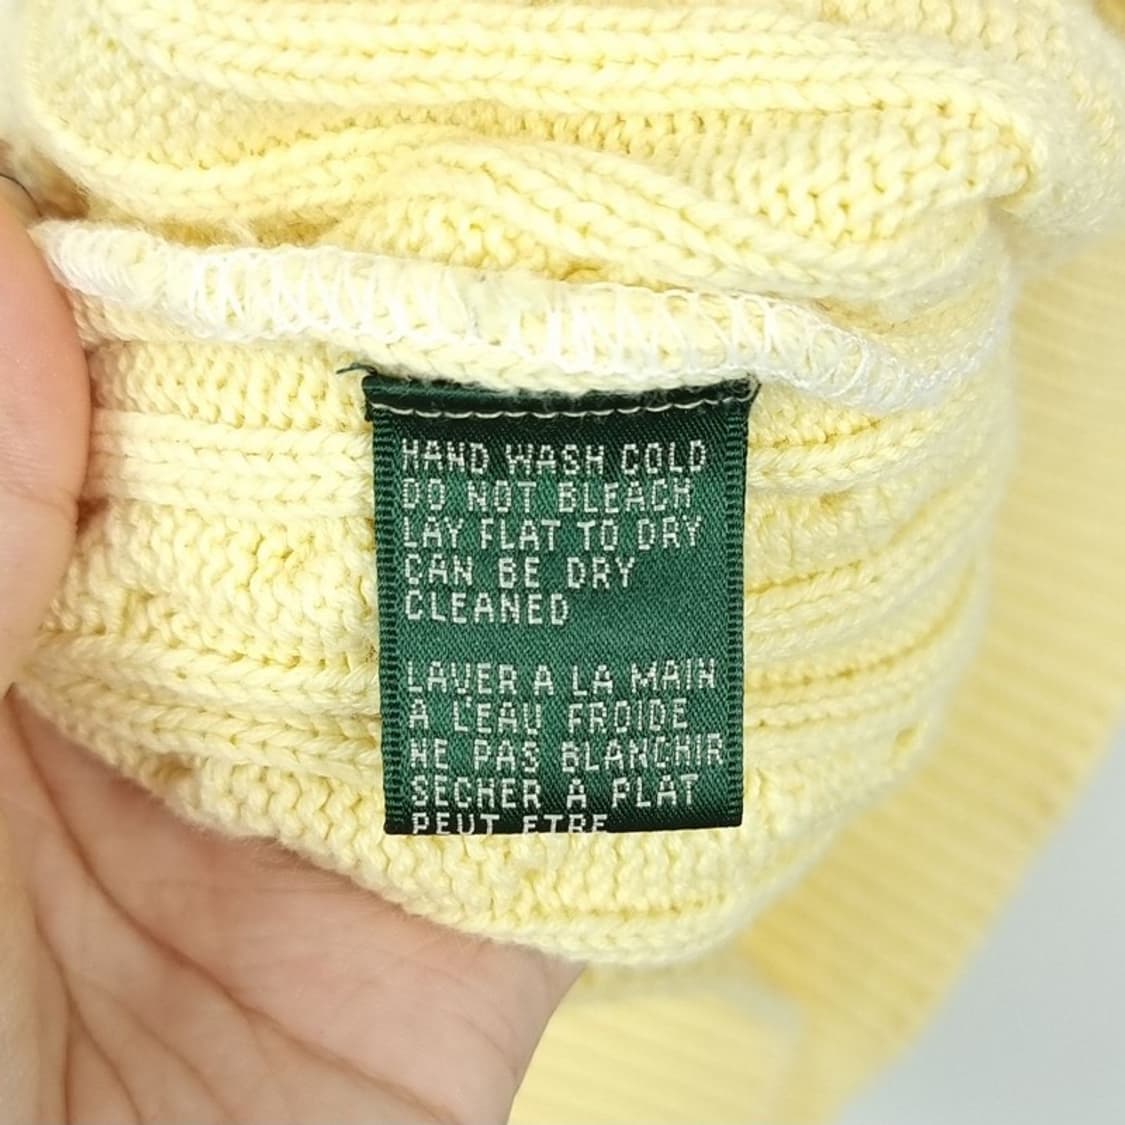 HAND WASH COLD
DO NOT BLEACH
LAY FLAT TO DRY
CAN BE DRY
CLEANED
LAVER A LA MAIN
A L'EAU FROIDE
NE PAS BLANCHIR
SECHER A PLAT
PEUT ETRE